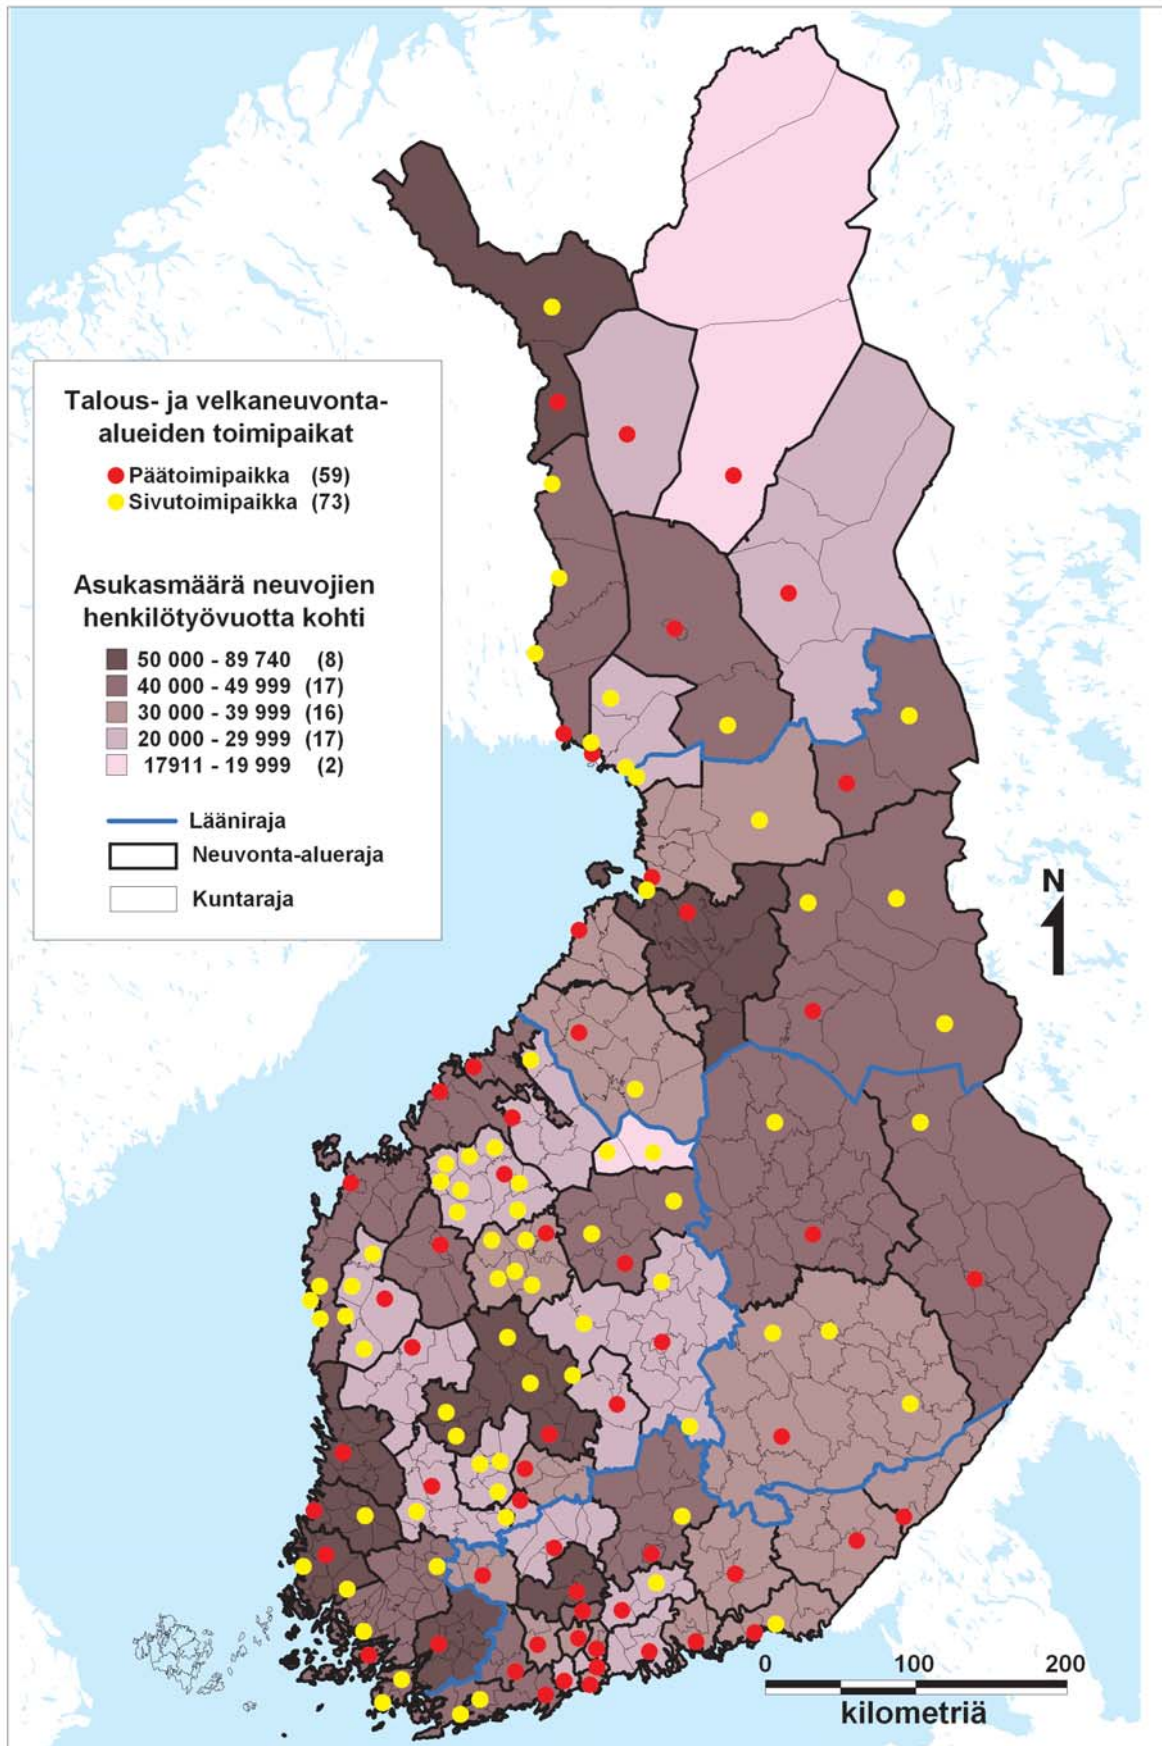 Talous- ja velkaneuvonta-
alueiden toimipaikat
Päätoimipaikka (59)
Sivutoimipaikka (73)
Asukasmäärä neuvojien
henkilötyövuotta kohti
50 000 - 89 740 (8)
40 000 - 49 999 (17)
30 000 - 39 999 (16)
20 000 - 29 999 (17)
17911 - 19 999 (2)
Lääniraja
Neuvonta-alueraja
Kuntaraja
N
0 100 200
kilometriä